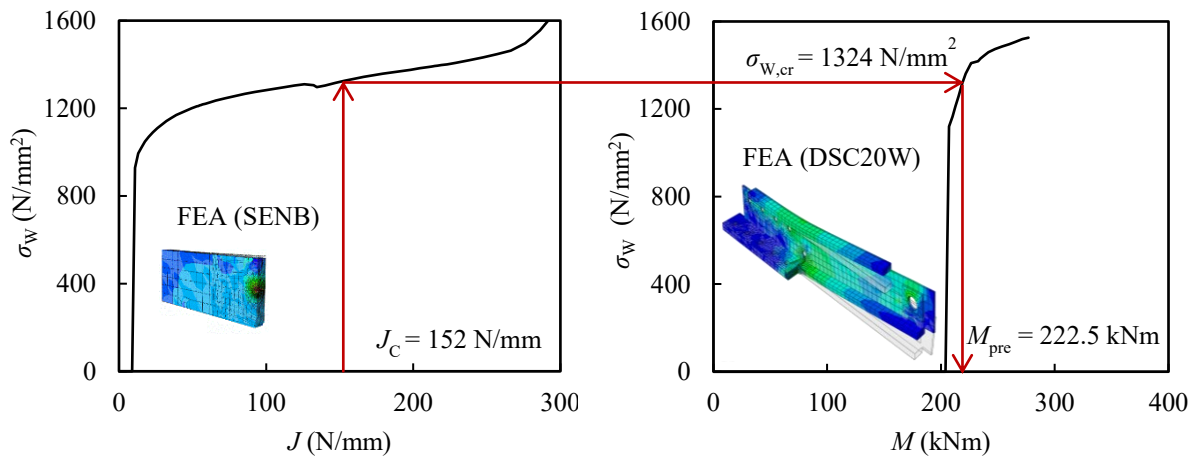 1600
1200
800
400
0
σW (N/mm²)
FEA (SENB)
JC = 152 N/mm
0
100
200
300
J (N/mm)
1600
1200
800
400
0
σW (N/mm²)
σW,cr = 1324 N/mm²
FEA (DSC20W)
Mpre = 222.5 kNm
0
100
200
300
400
M (kNm)